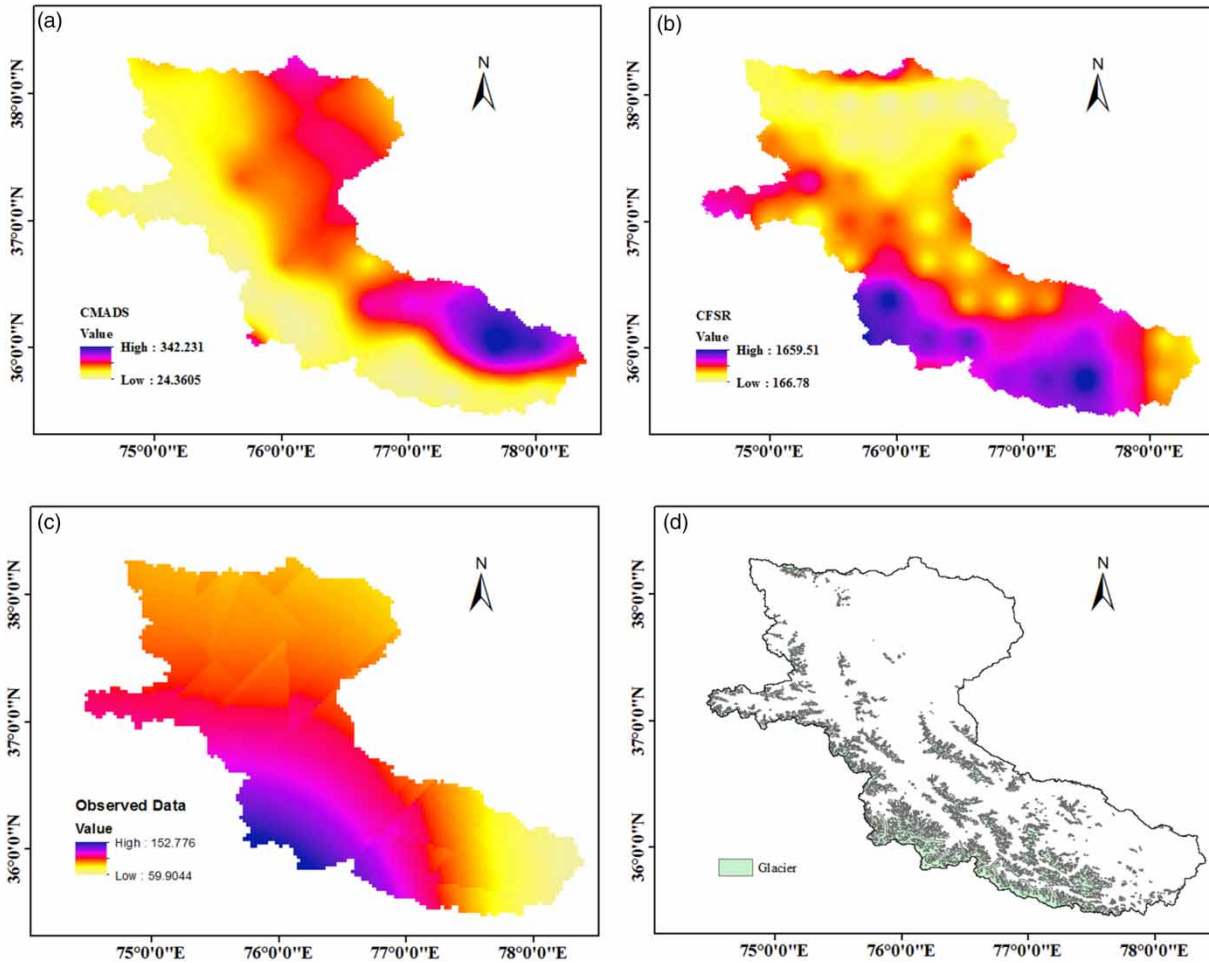 (a)
N
38°0'0"N
37°0'0"N
36°0'0"N
CMADS
Value
High : 342.231
Low : 24.3605
75°0'0"E 76°0'0"E 77°0'0"E 78°0'0"E
(b)
N
38°0'0"N
37°0'0"N
36°0'0"N
CFSR
Value
High : 1659.51
Low : 166.78
75°0'0"E 76°0'0"E 77°0'0"E 78°0'0"E
(c)
N
38°0'0"N
37°0'0"N
36°0'0"N
Observed Data
Value
High : 152.776
Low : 59.9044
75°0'0"E 76°0'0"E 77°0'0"E 78°0'0"E
(d)
N
38°0'0"N
37°0'0"N
36°0'0"N
Glacier
75°0'0"E 76°0'0"E 77°0'0"E 78°0'0"E